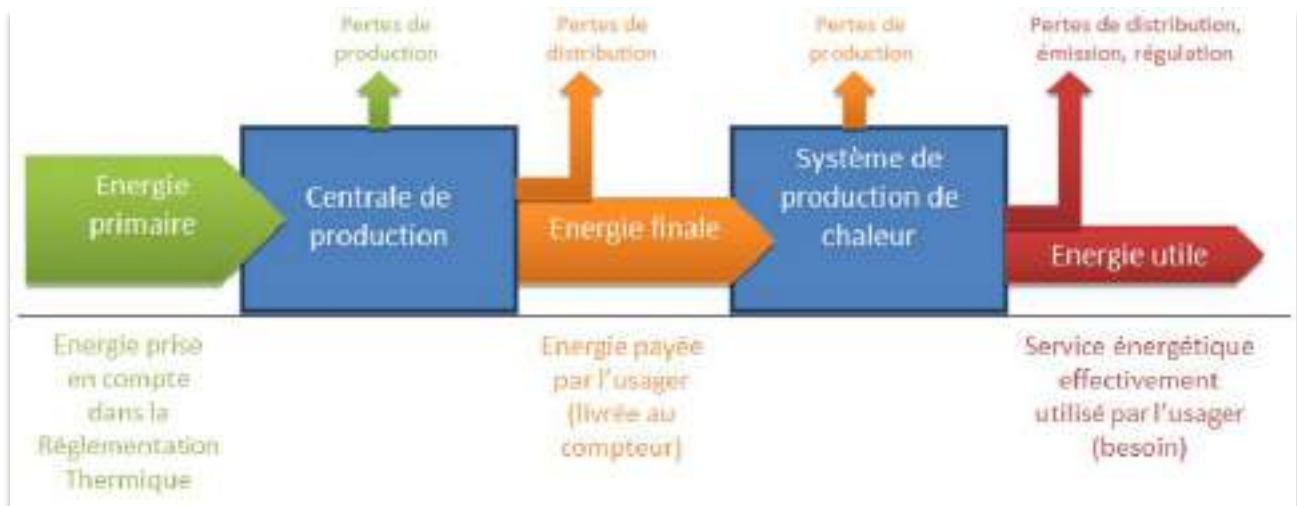 Pertes de
production
Pertes de
distribution
Pertes de
production
Pertes de distribution,
émission, régulation
Energie
primaire
Centrale de
production
Energie finale
Système de
production de
chaleur
Energie utile
Energie prise
en compte
dans la
Réglementation
Thermique
Energie payée
par l'usager
(livrée au
compteur)
Service énergétique
effectivement
utilisé par l'usager
(besoin)